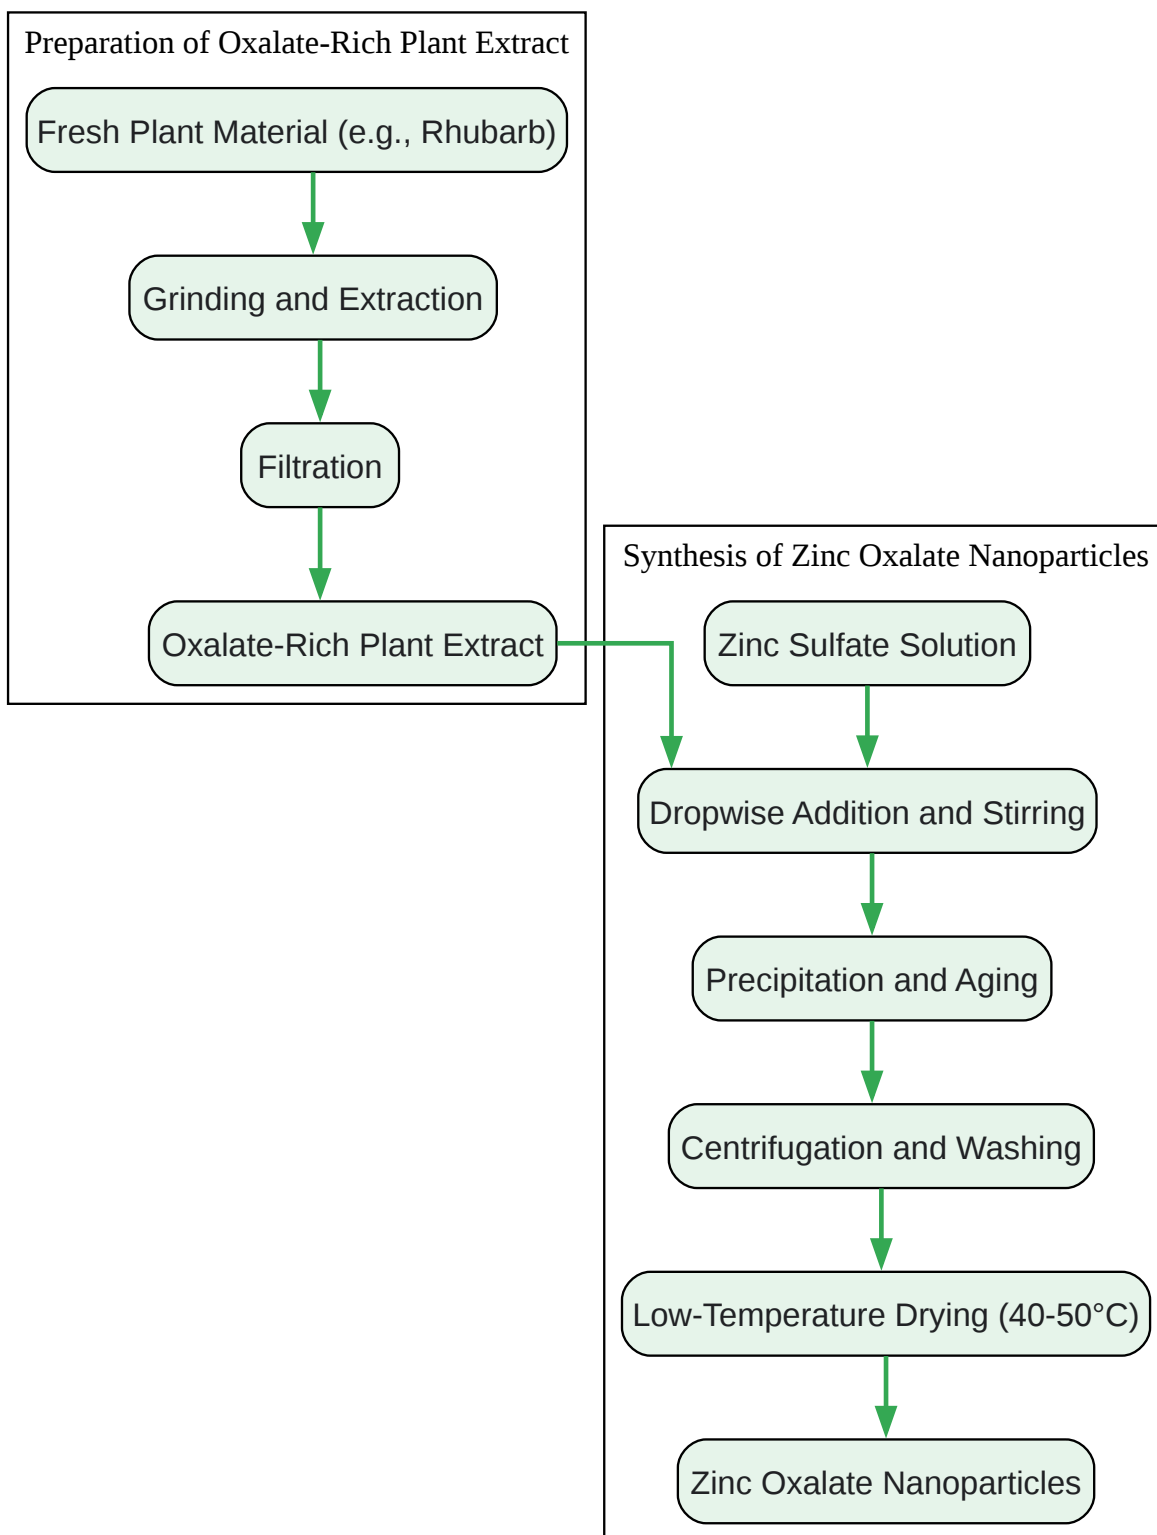 Preparation of Oxalate-Rich Plant Extract
Fresh Plant Material (e.g., Rhubarb)
Grinding and Extraction
Filtration
Oxalate-Rich Plant Extract
Synthesis of Zinc Oxalate Nanoparticles
Zinc Sulfate Solution
Dropwise Addition and Stirring
Precipitation and Aging
Centrifugation and Washing
Low-Temperature Drying (40-50°C)
Zinc Oxalate Nanoparticles